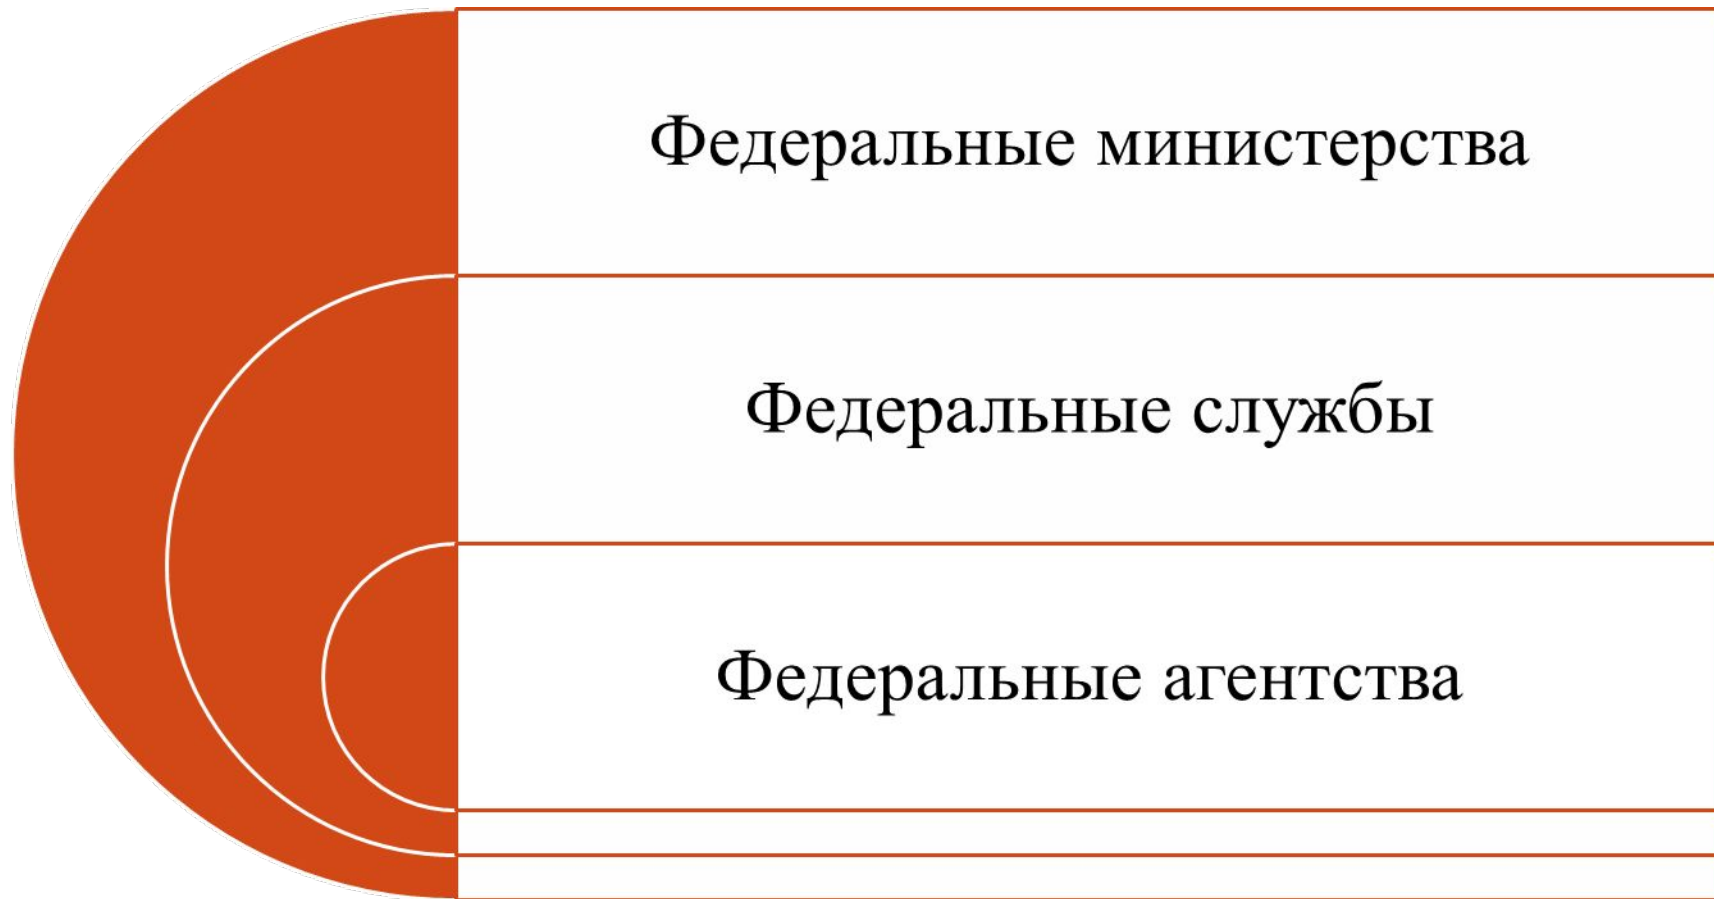 Федеральные министерства
Федеральные службы
Федеральные агентства